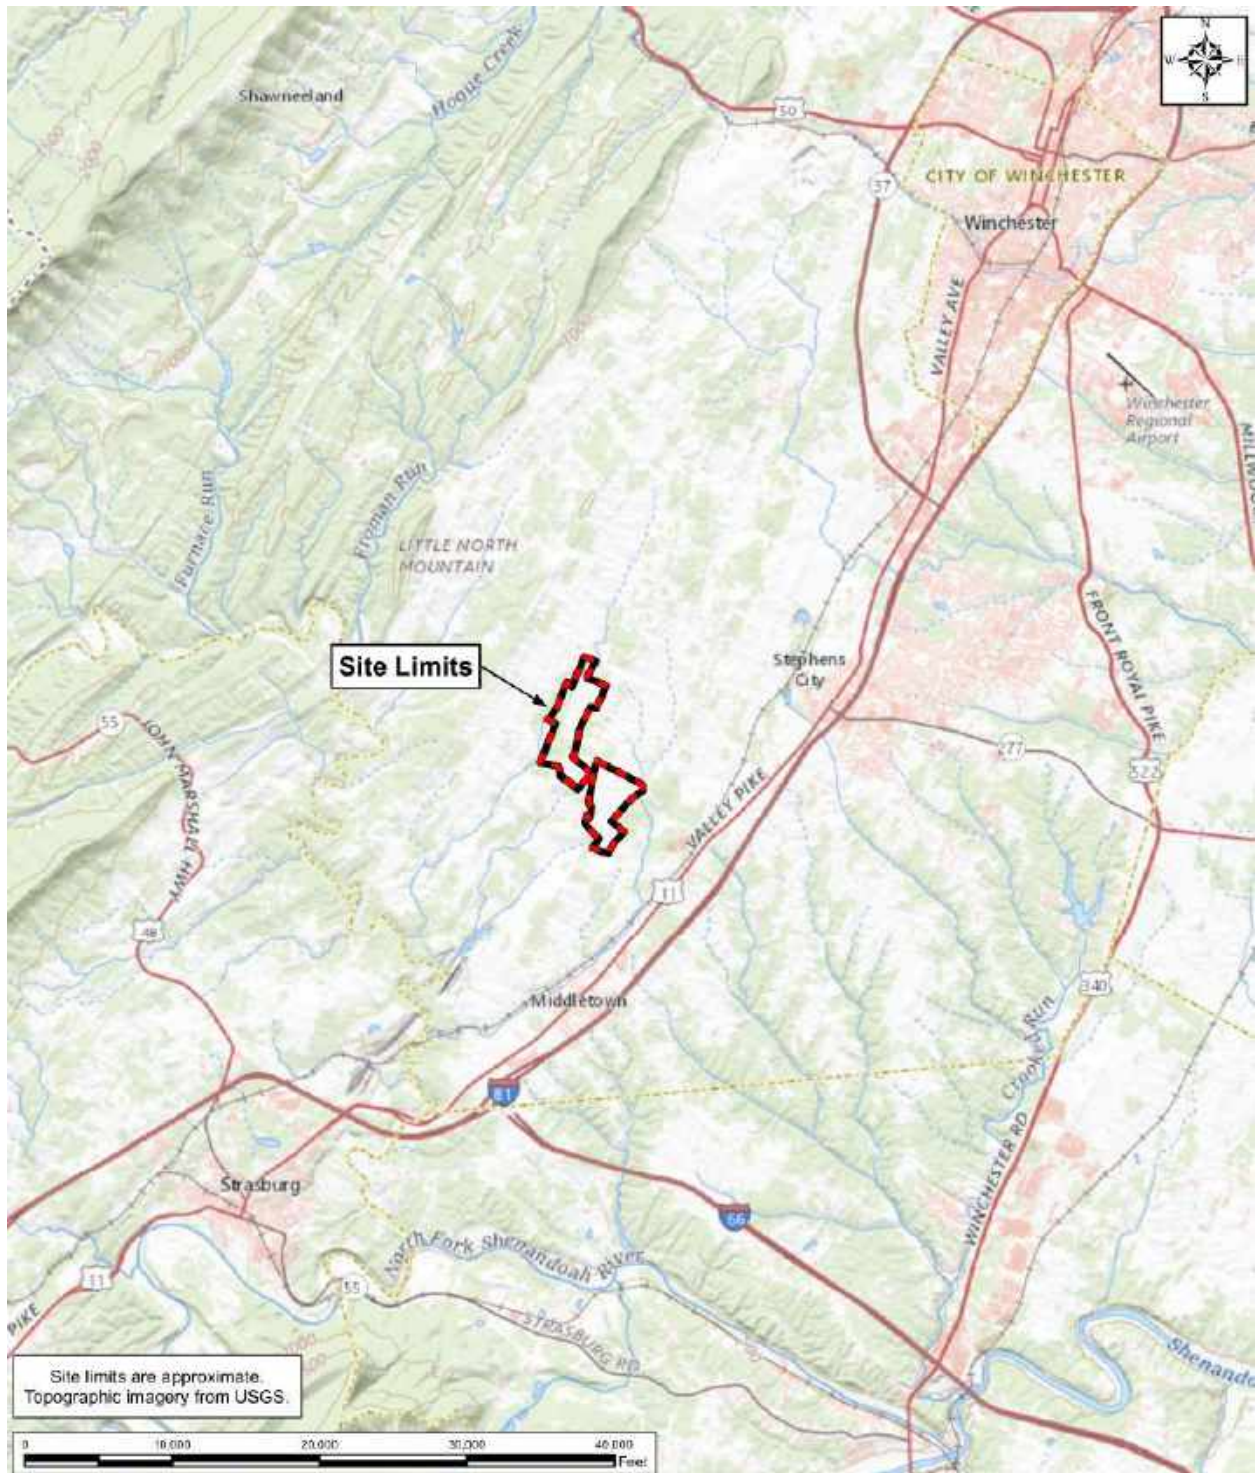 N
W
E
S
Shawneeland
Hogue Creek
50
37
CITY OF WINCHESTER
Winchester
VALLEY AVE
Winchester
Regional
Airport
1000
Furnace Run
Froman Run
LITTLE NORTH
MOUNTAIN
FRONT ROYAL PIKE
Site Limits
Stephens
City
55
JOHN MARSHALL HWY
277
522
VALLEY PIKE
11
48
Middletown
340
Crooked Run
81
WINCHESTER RD
Strasburg
66
North Fork Shenandoah River
11
55
STRASBURG RD
PIKE
Shenando
Site limits are approximate.
Topographic imagery from USGS.
0 10,000 20,000 30,000 40,000
Feet